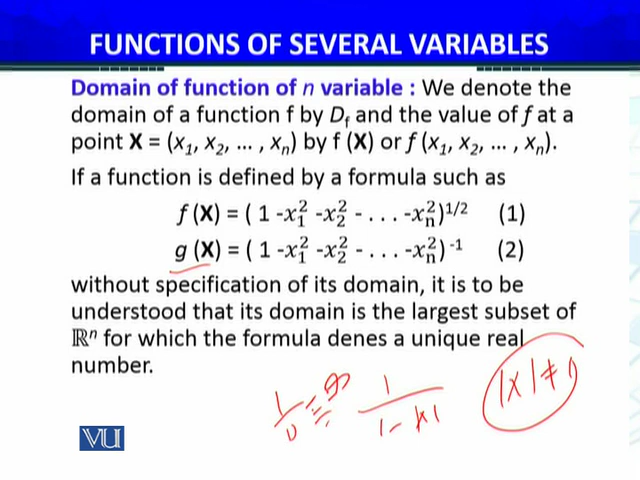 FUNCTIONS OF SEVERAL VARIABLES
Domain of function of n variable : We denote the
domain of a function f by D_f and the value of f at a
point X = (x₁, x₂, ... , xₙ) by f (X) or f (x₁, x₂, ... , xₙ).
If a function is defined by a formula such as
f (X) = ( 1 -x₁² -x₂² - . . . -xₙ²)^1/2 (1)
g (X) = ( 1 -x₁² -x₂² - . . . -xₙ²)^-1 (2)
without specification of its domain, it is to be
understood that its domain is the largest subset of
ℝⁿ for which the formula denes a unique real
number.
1/0 = ∞ 1/(1-|x|) |x|≠1
VU